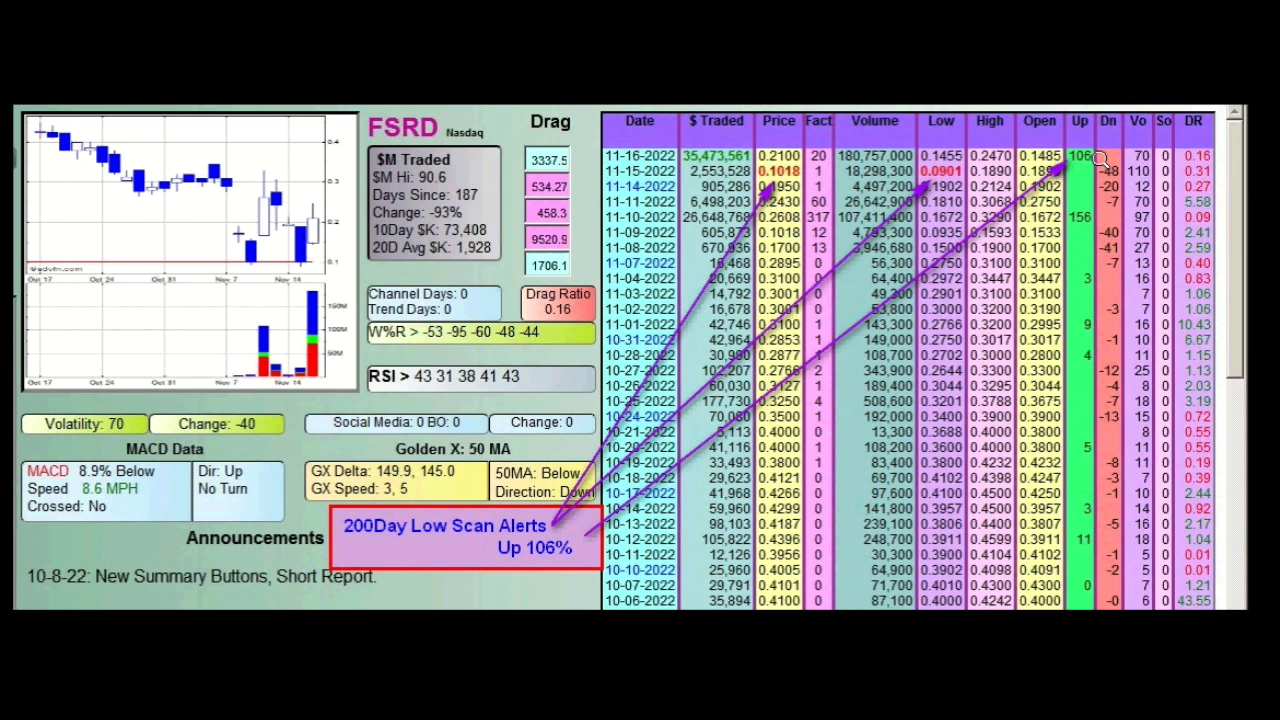 FSRD Nasdaq
Drag
$M Traded
$M Hi: 90.6
Days Since: 187
Change: -93%
10Day $K: 73,408
20D Avg $K: 1,928
3337.5
534.27
458.3
9520.9
1706.1
0.4
0.3
0.2
0.1
Oct 17 Oct 24 Oct 31 Nov 7 Nov 14
150M
100M
50M
Oct 17 Oct 24 Oct 31 Nov 7 Nov 14
Channel Days: 0
Trend Days: 0
Drag Ratio
0.16
W%R > -53 -95 -60 -48 -44
RSI > 43 31 38 41 43
Volatility: 70 Change: -40
Social Media: 0 BO: 0 Change: 0
MACD Data
MACD 8.9% Below
Speed 8.6 MPH
Crossed: No
Dir: Up
No Turn
Golden X: 50 MA
GX Delta: 149.9, 145.0
GX Speed: 3, 5
50MA: Below
Direction: Down
200Day Low Scan Alerts
Up 106%
Announcements
10-8-22: New Summary Buttons, Short Report.
Date $ Traded Price Fact Volume Low High Open Up Dn Vo So DR
11-16-2022 35,473,561 0.2100 20 180,757,000 0.1455 0.2470 0.1485 106 70 0 0.16
11-15-2022 2,553,528 0.1018 1 18,298,300 0.0901 0.1890 -48 110 0 0.31
11-14-2022 905,286 0.1950 1 4,497,200 0.1902 0.2124 0.1902 -20 12 0 0.27
11-11-2022 6,498,203 0.2430 60 26,642,900 0.1810 0.3068 0.2750 -7 70 0 5.58
11-10-2022 26,648,768 0.2608 317 107,411,400 0.1672 0.3290 0.1672 156 97 0 0.09
11-09-2022 605,873 0.1018 12 0.0935 0.1593 0.1533 -40 70 0 2.41
11-08-2022 0.1700 13 0.1500 0.1900 0.1700 -41 27 0 2.59
11-07-2022 0.2895 0 56,300 0.2750 0.3100 0.3100 -7 13 0 0.40
11-04-2022 20,669 0.3100 0 64,400 0.2972 0.3447 0.3447 3 16 0 0.83
11-03-2022 14,792 0.3001 0 49,300 0.2901 0.3100 0.3100 7 0 1.06
11-02-2022 16,678 0 53,800 0.3000 0.3200 0.3190 -3 7 0 1.06
11-01-2022 42,746 0.3100 1 143,300 0.2766 0.3200 0.2995 9 16 0 10.43
10-31-2022 42,964 0.2853 1 149,000 0.2750 0.3017 0.3017 -1 10 0 6.67
10-28-2022 0.2877 1 108,700 0.2702 0.3000 0.2800 4 11 0 1.15
10-27-2022 102,207 2 343,900 0.2644 0.3300 0.3300 -12 25 0 1.13
10-26-2022 60,030 0.3127 1 189,400 0.3044 0.3295 0.3044 -4 8 0 2.03
10-25-2022 177,730 0.3250 4 508,600 0.3201 0.3788 0.3675 -7 18 0 3.19
10-24-2022 70,080 0.3500 1 192,000 0.3400 0.3900 0.3900 -13 15 0 0.72
10-21-2022 5,113 0.4000 0 13,300 0.3688 0.4000 0.4000 8 0 0.55
10-20-2022 41,116 0.4000 1 108,200 0.3600 0.4000 0.4000 5 11 0 0.55
10-19-2022 33,493 0.3800 1 83,400 0.3800 0.4232 0.4232 -8 11 0 0.19
10-18-2022 29,623 0.4121 0 69,700 0.4102 0.4398 0.4247 -3 7 0 0.39
10-17-2022 41,968 0.4266 1 97,600 0.4100 0.4500 0.4250 -1 10 0 2.44
10-14-2022 59,960 0.4299 1 141,800 0.3957 0.4500 0.3957 3 14 0 0.92
10-13-2022 98,103 0.4187 1 239,100 0.3806 0.4400 0.3807 -5 16 0 2.17
10-12-2022 105,822 0.4396 1 248,700 0.3911 0.4599 0.3911 11 18 0 1.04
10-11-2022 12,126 0.3956 0 30,300 0.3900 0.4104 0.4102 -1 5 0 0.01
10-10-2022 25,960 0.4005 0 64,900 0.3902 0.4098 0.4091 -2 5 0 0.01
10-07-2022 29,791 0.4101 0 71,700 0.4010 0.4300 0.4300 0 7 0 1.21
10-06-2022 35,894 0.4100 0 87,100 0.4000 0.4242 0.4000 -0 6 0 43.55